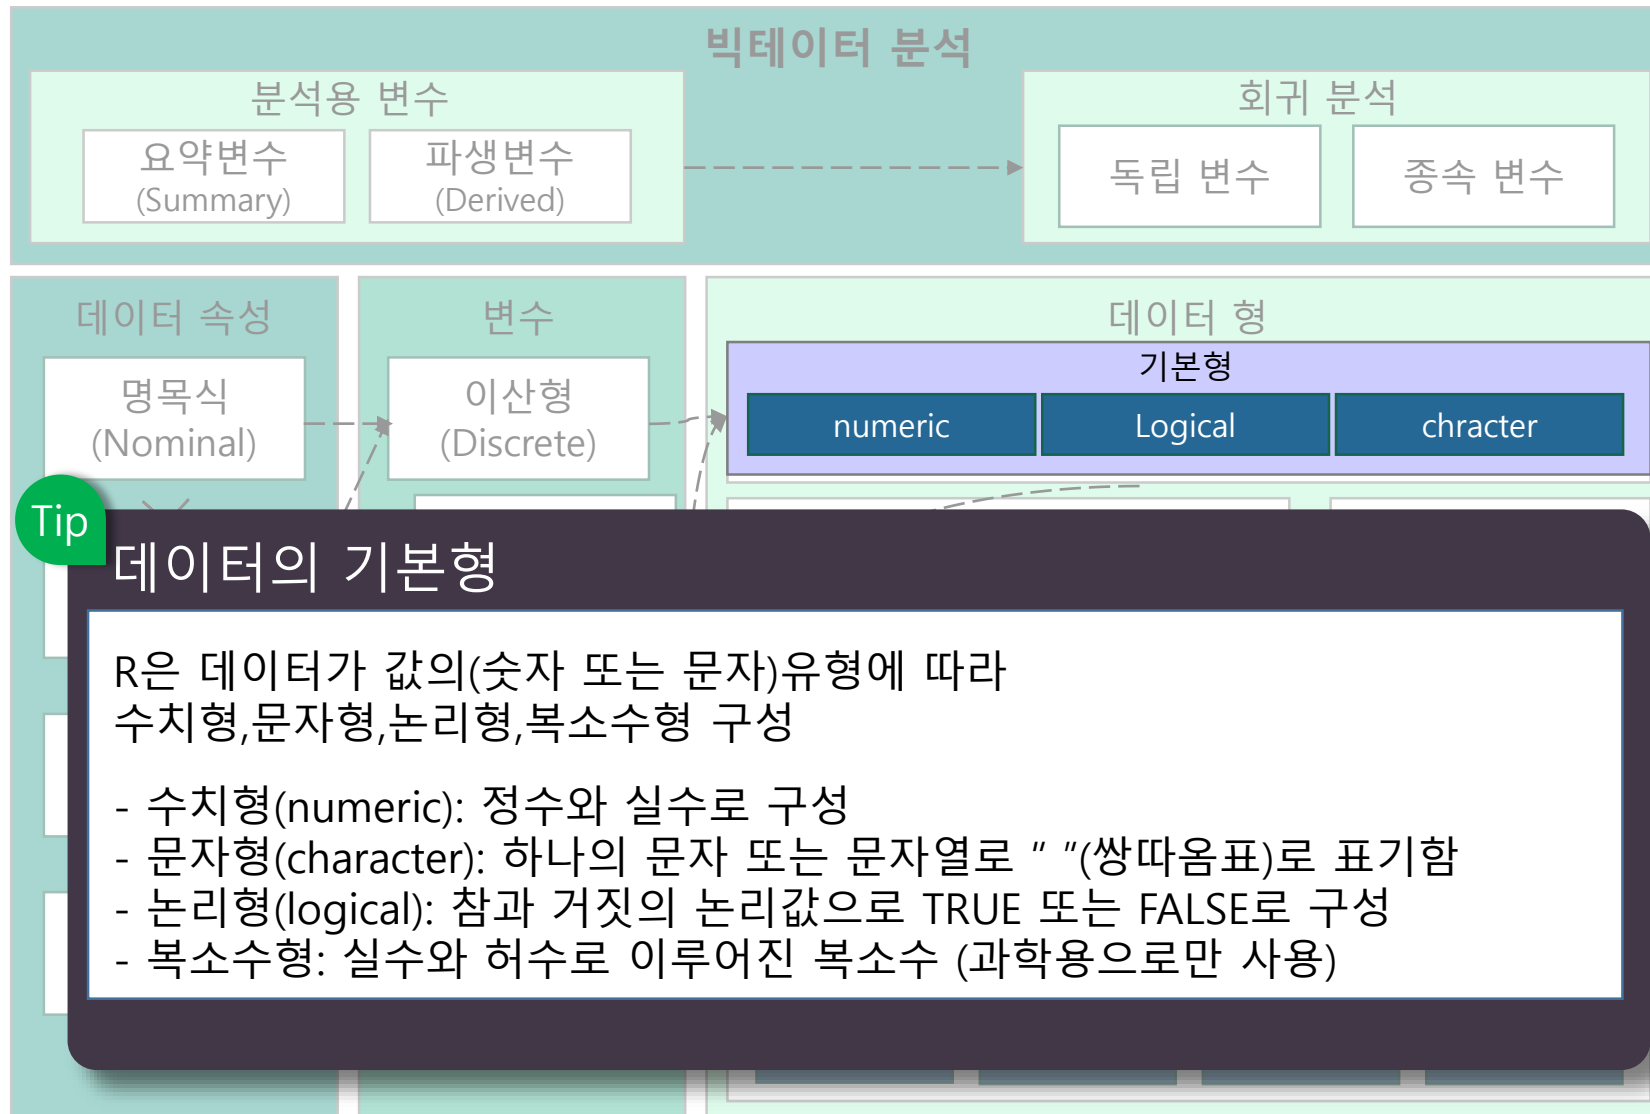 빅테이터 분석
분석용 변수
요약변수
(Summary)
파생변수
(Derived)
회귀 분석
독립 변수
종속 변수
데이터 속성
명목식
(Nominal)
변수
이산형
(Discrete)
데이터 형
기본형
numeric
Logical
chracter
Tip
데이터의 기본형
R은 데이터가 값의(숫자 또는 문자)유형에 따라
수치형,문자형,논리형,복소수형 구성
- 수치형(numeric): 정수와 실수로 구성
- 문자형(character): 하나의 문자 또는 문자열로 " "(쌍따옴표)로 표기함
- 논리형(logical): 참과 거짓의 논리값으로 TRUE 또는 FALSE로 구성
- 복소수형: 실수와 허수로 이루어진 복소수 (과학용으로만 사용)